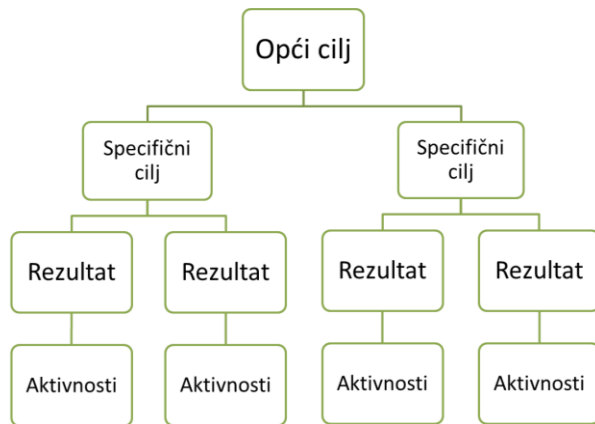 Opći cilj
Specifični
cilj
Specifični
cilj
Rezultat
Rezultat
Rezultat
Rezultat
Aktivnosti
Aktivnosti
Aktivnosti
Aktivnosti